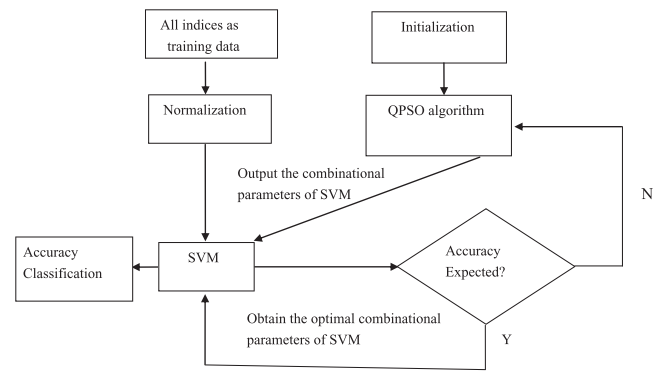 All indices as
training data
Initialization
Normalization
QPSO algorithm
Output the combinational
parameters of SVM
N
Accuracy
Classification
SVM
Accuracy
Expected?
Obtain the optimal combinational
parameters of SVM
Y